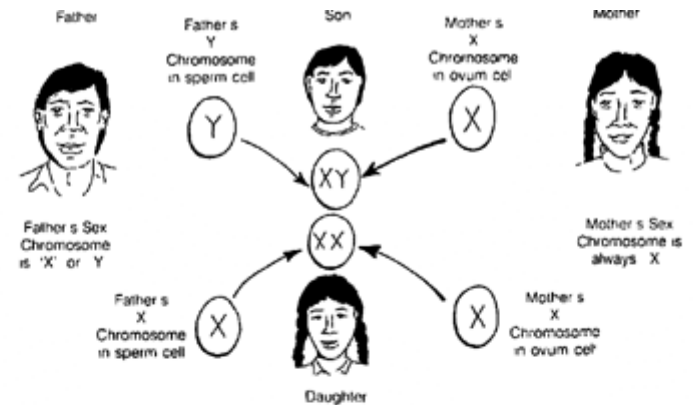 Father
Son
Mother
Father s
Y
Chromosome
in sperm cell
Mother s
X
Chromosome
in ovum cel
Y
X
XY
XX
Father s Sex
Chromosome
is 'X' or Y
Mother s Sex
Chromosome is
always X
Father s
X
Chromosome
in sperm cell
X
X
Mother s
X
Chromosome
in ovum cell
Daughter